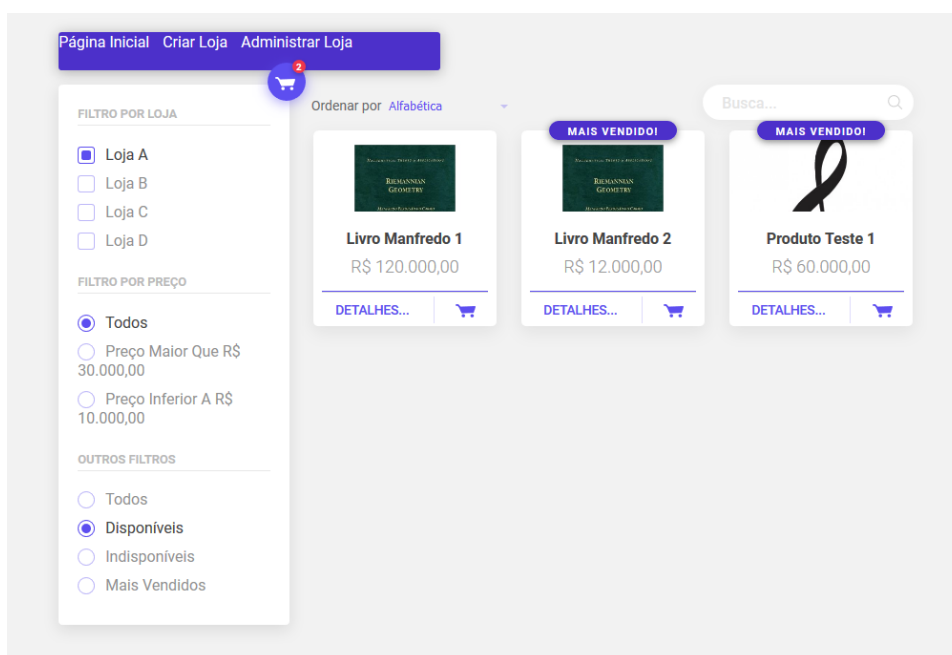 Página Inicial Criar Loja Administrar Loja
2
FILTRO POR LOJA
Loja A
Loja B
Loja C
Loja D
FILTRO POR PREÇO
Todos
Preço Maior Que R$
30.000,00
Preço Inferior A R$
10.000,00
OUTROS FILTROS
Todos
Disponíveis
Indisponíveis
Mais Vendidos
Ordenar por Alfabética
Busca...
RIEMANNIAN
GEOMETRY
Livro Manfredo 1
R$ 120.000,00
DETALHES...
MAIS VENDIDO!
RIEMANNIAN
GEOMETRY
Livro Manfredo 2
R$ 12.000,00
DETALHES...
MAIS VENDIDO!
Produto Teste 1
R$ 60.000,00
DETALHES...